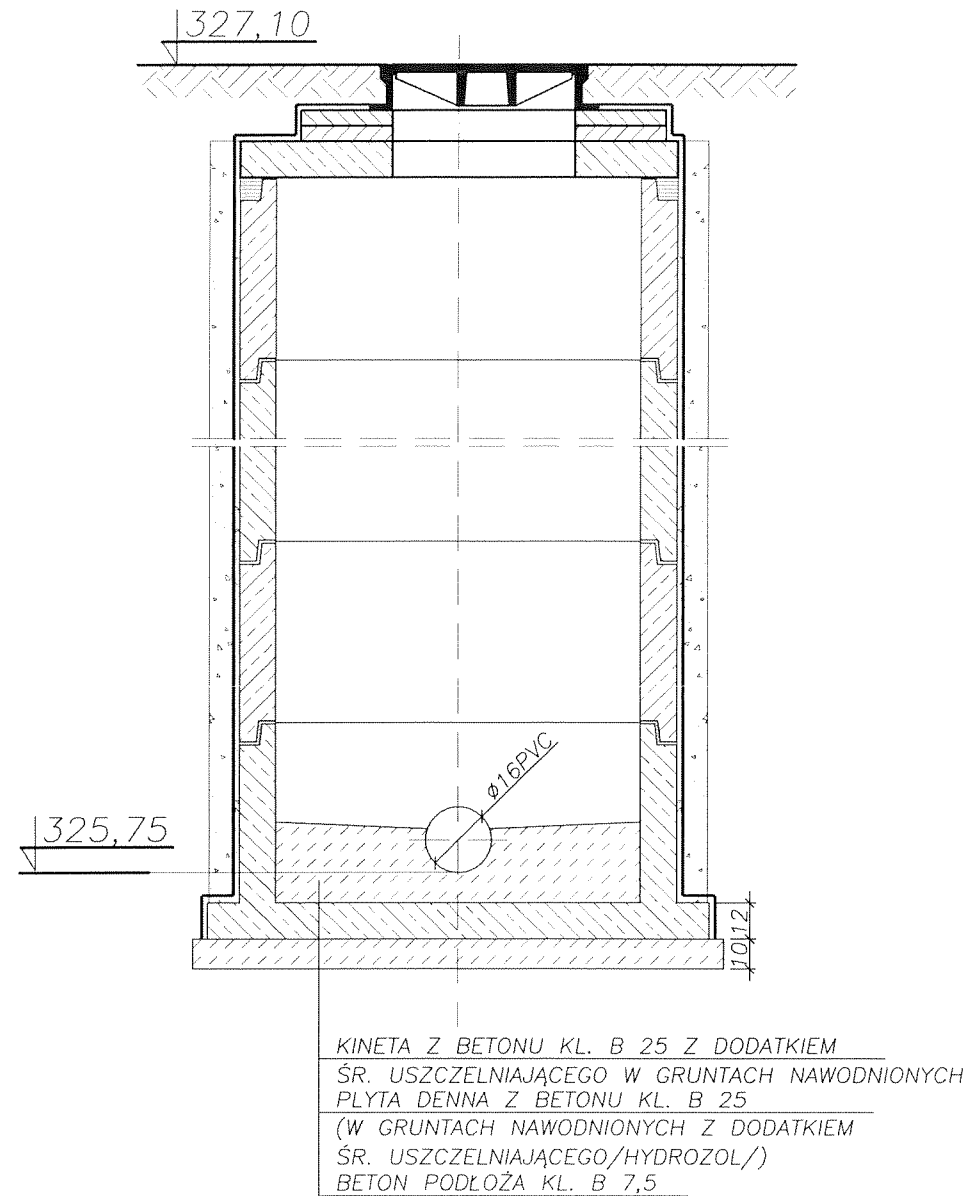 327,10
Ø16PVC
325,75
12
10
KINETA Z BETONU KL. B 25 Z DODATKIEM
ŚR. USZCZELNIAJĄCEGO W GRUNTACH NAWODNIONYCH
PLYTA DENNA Z BETONU KL. B 25
(W GRUNTACH NAWODNIONYCH Z DODATKIEM
ŚR. USZCZELNIAJĄCEGO/HYDROZOL/)
BETON PODŁOŻA KL. B 7,5